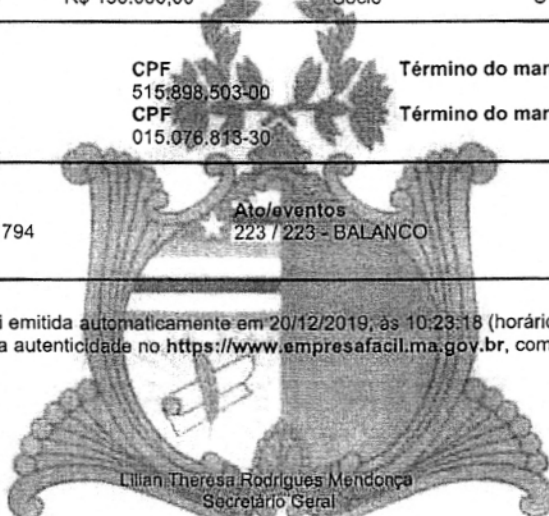 CPF Término do mar
515.898.503-00
CPF Término do mar
015.076.813-30
Ato/eventos
794 223 / 223 - BALANCO
i emitida automaticamente em 20/12/2019, às 10:23:18 (horário
a autenticidade no https://www.empresafacil.ma.gov.br, com
Lilian Theresa Rodrigues Mendonça
Secretário Geral